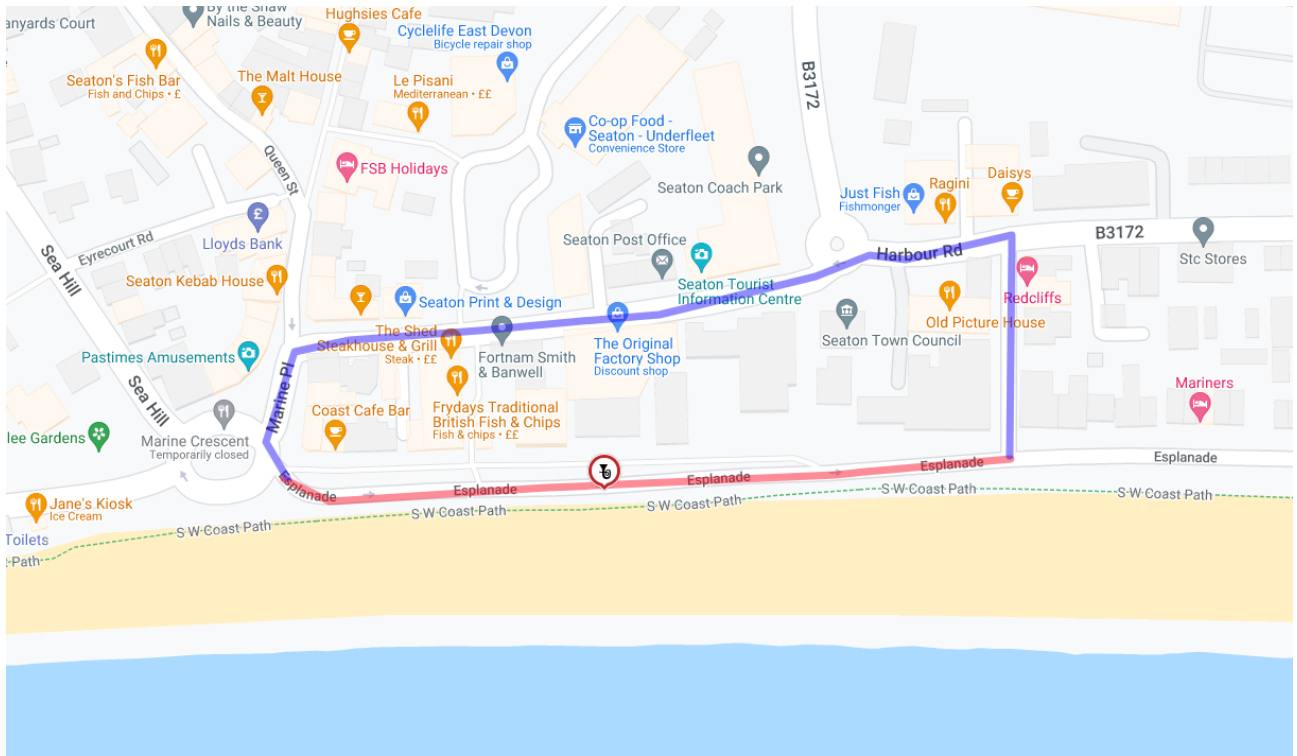 anyards Court
By the Shaw
Nails & Beauty
Hughsies Cafe
Cyclelife East Devon
Bicycle repair shop
Seaton's Fish Bar
Fish and Chips • £
The Malt House
Le Pisani
Mediterranean • ££
B3172
Co-op Food -
Seaton - Underfleet
Convenience Store
Queen St
FSB Holidays
Seaton Coach Park
Just Fish
Fishmonger
Ragini
Daisys
£
Lloyds Bank
Eyrecourt Rd
Sea Hill
Seaton Post Office
Harbour Rd
B3172
Stc Stores
Seaton Kebab House
Seaton Print & Design
Seaton Tourist
Information Centre
Redcliffs
Old Picture House
The Shed
Steakhouse & Grill
Steak • ££
Fortnam Smith
& Banwell
The Original
Factory Shop
Discount shop
Seaton Town Council
Pastimes Amusements
Marine Pl
Sea Hill
Mariners
Coast Cafe Bar
Frydays Traditional
British Fish & Chips
Fish & chips • ££
lee Gardens
Marine Crescent
Temporarily closed
Esplanade
Esplanade
Esplanade
Esplanade
Esplanade
Jane's Kiosk
Ice Cream
S W Coast Path
S W Coast Path
S W Coast Path
S W Coast Path
S W Coast Path
Toilets
t Path